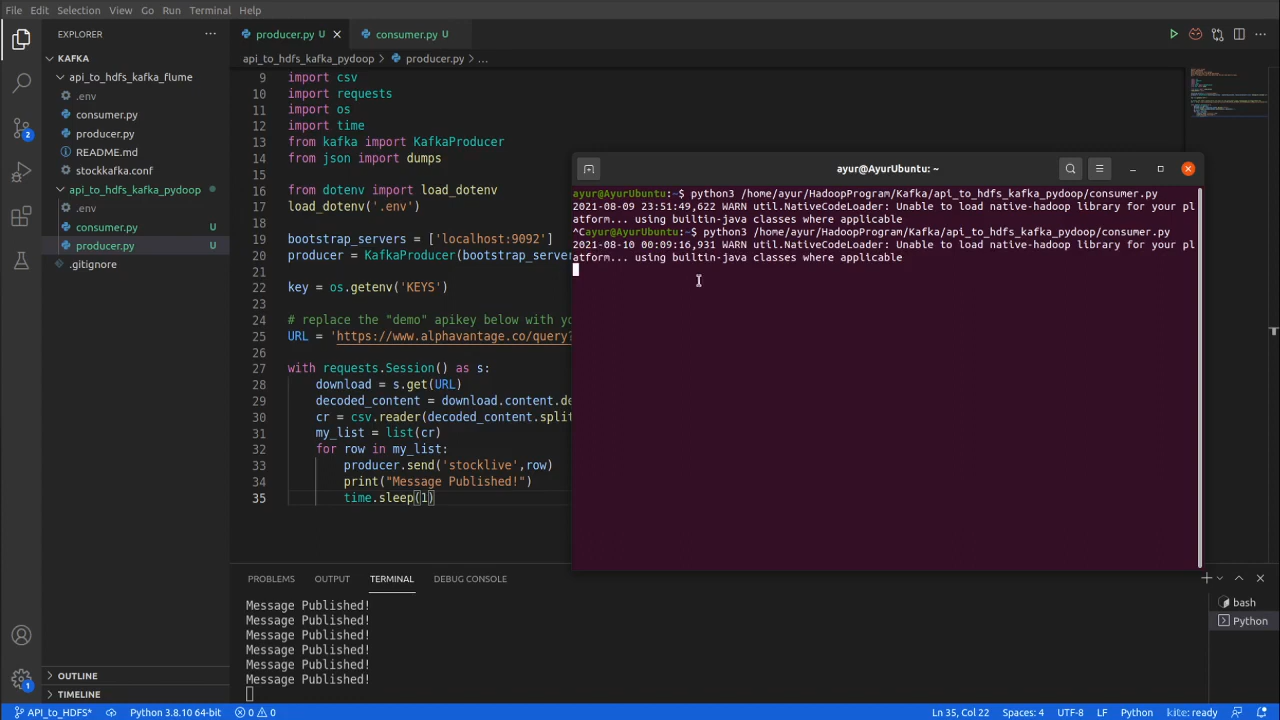 File Edit Selection View Go Run Terminal Help
EXPLORER
KAFKA
api_to_hdfs_kafka_flume
.env
consumer.py
producer.py
README.md
stockkafka.conf
api_to_hdfs_kafka_pydoop
.env
consumer.py U
producer.py U
.gitignore
OUTLINE
TIMELINE
producer.py U
consumer.py U
api_to_hdfs_kafka_pydoop > producer.py > ...
9 import csv
10 import requests
11 import os
12 import time
13 from kafka import KafkaProducer
14 from json import dumps
15
16 from dotenv import load_dotenv
17 load_dotenv('.env')
18
19 bootstrap_servers = ['localhost:9092']
20 producer = KafkaProducer(bootstrap_server
21
22 key = os.getenv('KEYS')
23
24 # replace the "demo" apikey below with yo
25 URL = 'https://www.alphavantage.co/query?
26
27 with requests.Session() as s:
28 download = s.get(URL)
29 decoded_content = download.content.de
30 cr = csv.reader(decoded_content.split
31 my_list = list(cr)
32 for row in my_list:
33 producer.send('stocklive',row)
34 print("Message Published!")
35 time.sleep(1)
ayur@AyurUbuntu: ~
ayur@AyurUbuntu:~$ python3 /home/ayur/HadoopProgram/Kafka/api_to_hdfs_kafka_pydoop/consumer.py
2021-08-09 23:51:49,622 WARN util.NativeCodeLoader: Unable to load native-hadoop library for your pl
atform... using builtin-java classes where applicable
^Cayur@AyurUbuntu:~$ python3 /home/ayur/HadoopProgram/Kafka/api_to_hdfs_kafka_pydoop/consumer.py
2021-08-10 00:09:16,931 WARN util.NativeCodeLoader: Unable to load native-hadoop library for your pl
atform... using builtin-java classes where applicable
PROBLEMS OUTPUT TERMINAL DEBUG CONSOLE
Message Published!
Message Published!
Message Published!
Message Published!
Message Published!
Message Published!
bash
Python
2
1
API_to_HDFS* Python 3.8.10 64-bit 0 0 Ln 35, Col 22 Spaces: 4 UTF-8 LF Python kite: ready